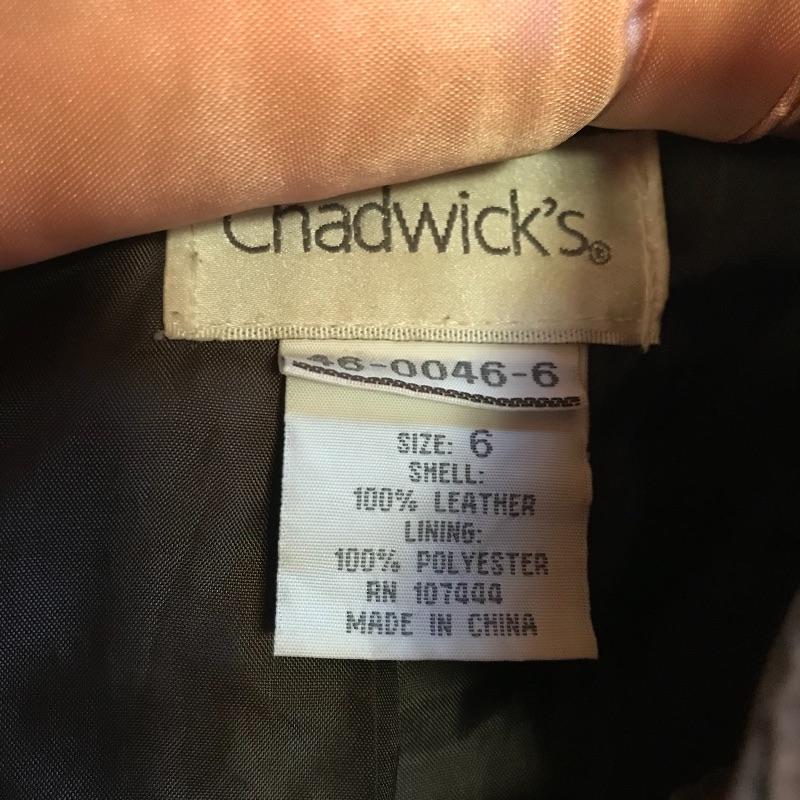 Chadwick's®
46-0046-6
SIZE: 6
SHELL:
100% LEATHER
LINING:
100% POLYESTER
RN 107444
MADE IN CHINA